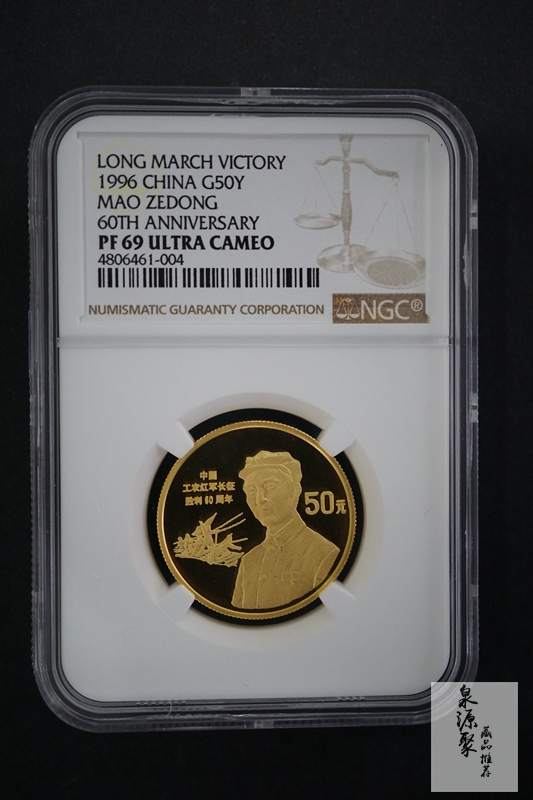 LONG MARCH VICTORY
1996 CHINA G50Y
MAO ZEDONG
60TH ANNIVERSARY
PF 69 ULTRA CAMEO
4806461-004
NUMISMATIC GUARANTY CORPORATION
NGC®
中国
工农红军长征
胜利60周年
50元
泉源聚
藏品推荐